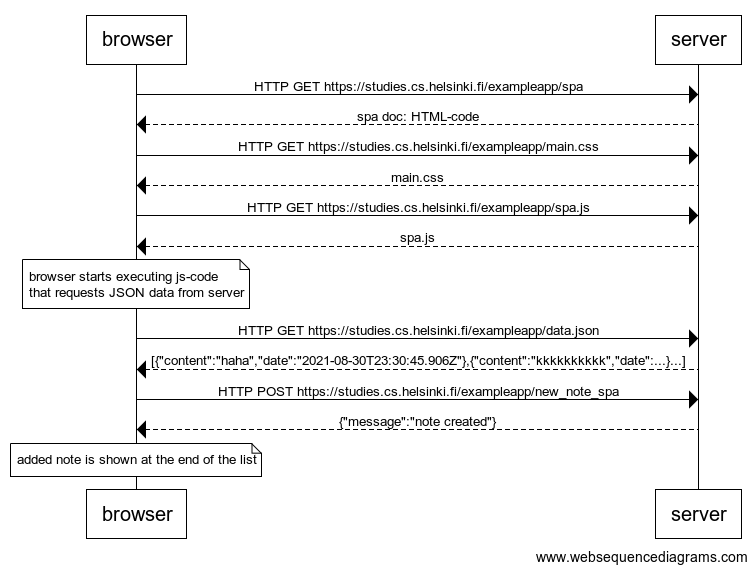 browser
server
HTTP GET https://studies.cs.helsinki.fi/exampleapp/spa
spa doc: HTML-code
HTTP GET https://studies.cs.helsinki.fi/exampleapp/main.css
main.css
HTTP GET https://studies.cs.helsinki.fi/exampleapp/spa.js
spa.js
browser starts executing js-code
that requests JSON data from server
HTTP GET https://studies.cs.helsinki.fi/exampleapp/data.json
[{"content":"haha","date":"2021-08-30T23:30:45.906Z"},{"content":"kkkkkkkkkk","date":...}...]
HTTP POST https://studies.cs.helsinki.fi/exampleapp/new_note_spa
{"message":"note created"}
added note is shown at the end of the list
browser
server
www.websequencediagrams.com